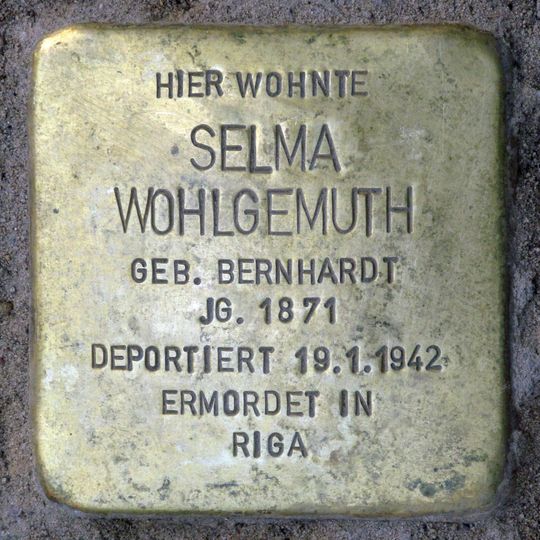 HIER WOHNTE
SELMA
WOHLGEMUTH
GEB. BERNHARDT
JG. 1871
DEPORTIERT 19.1.1942
ERMORDET IN
RIGA